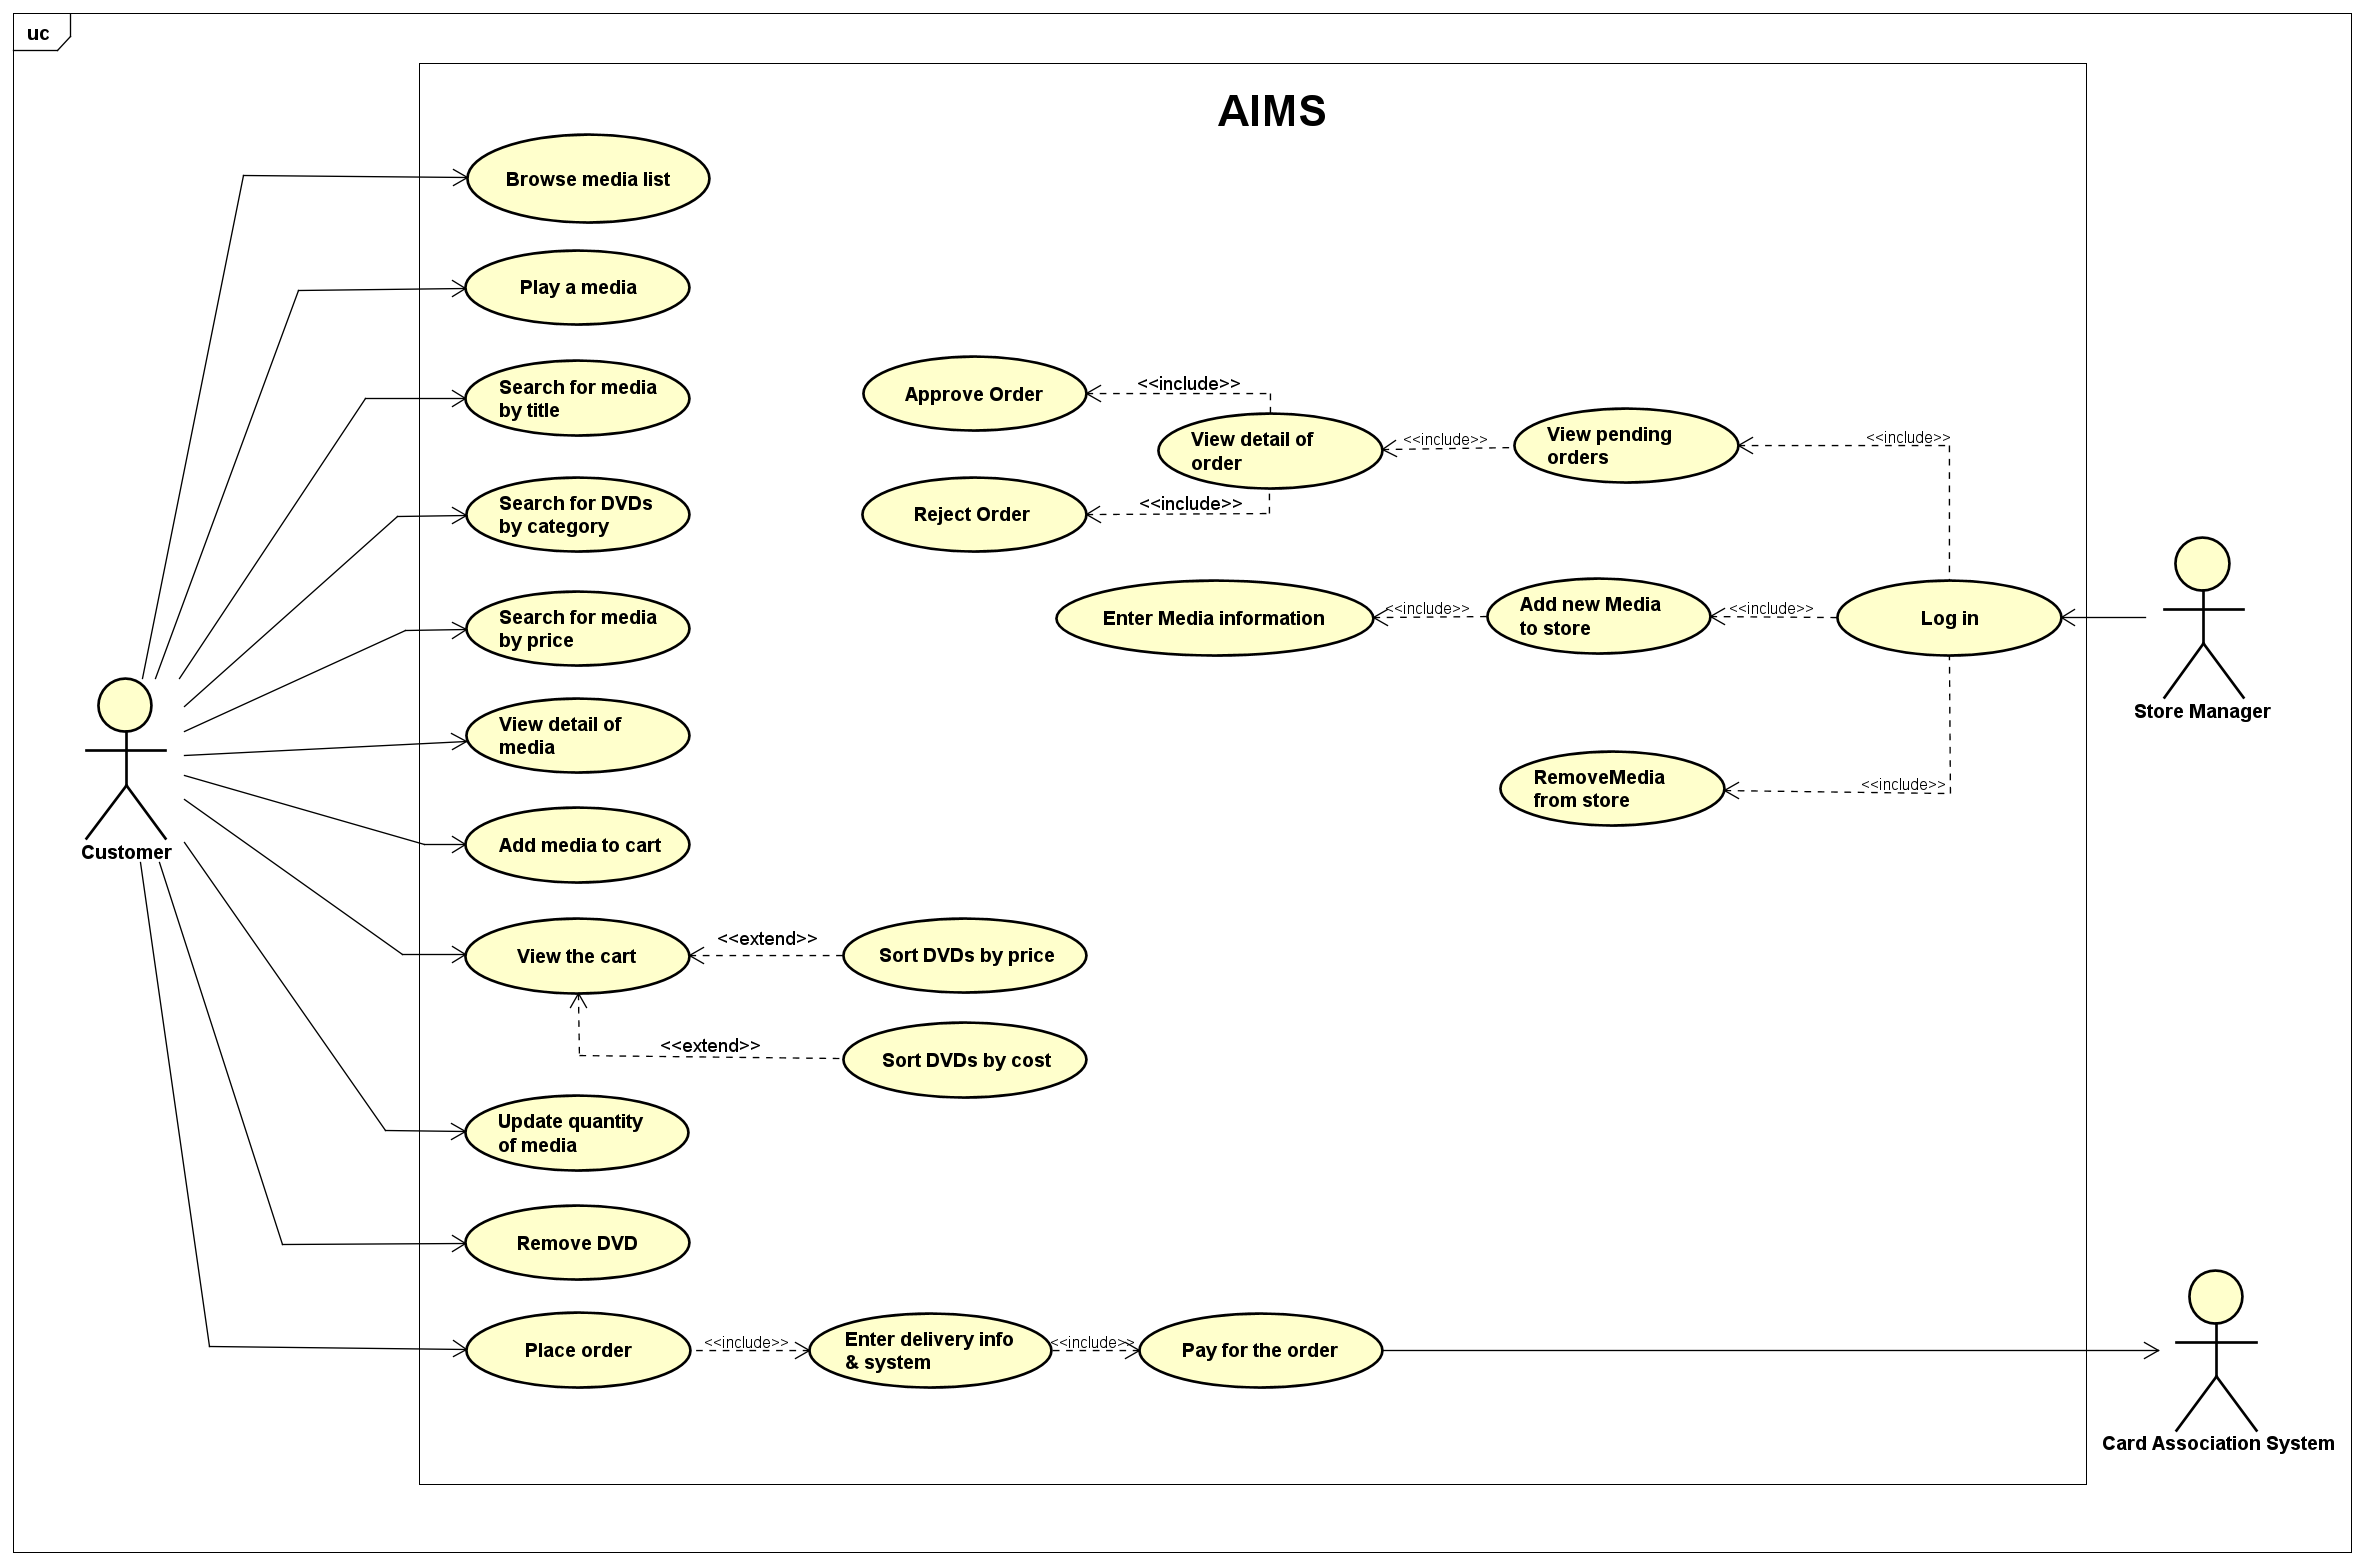 uc
AIMS
Browse media list
Play a media
Search for media
by title
Search for DVDs
by category
Search for media
by price
View detail of
media
Add media to cart
View the cart
<<extend>>
Sort DVDs by price
<<extend>>
Sort DVDs by cost
Update quantity
of media
Remove DVD
Place order
<<include>>
Enter delivery info
& system
<<include>>
Pay for the order
Customer
Approve Order
<<include>>
View detail of
order
<<include>>
View pending
orders
<<include>>
Reject Order
<<include>>
Enter Media information
<<include>>
Add new Media
to store
<<include>>
Log in
RemoveMedia
from store
<<include>>
Store Manager
Card Association System